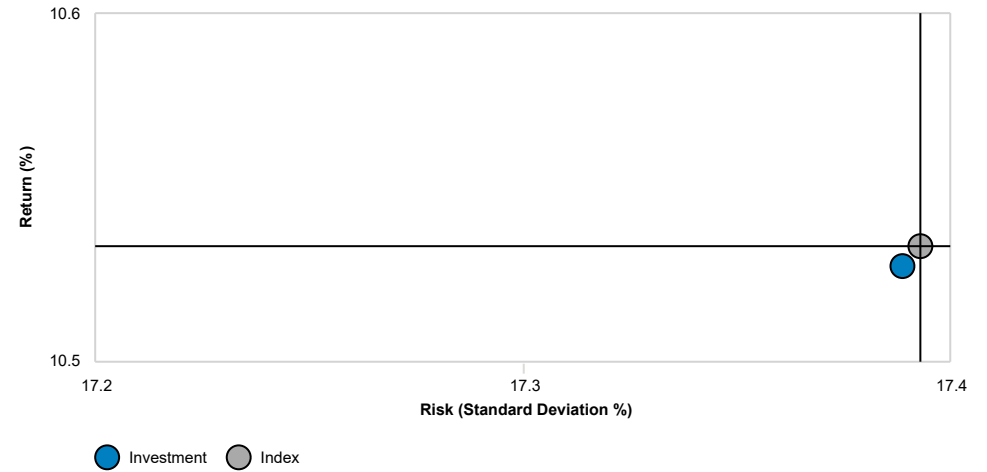 10.6
Return (%)
10.5
17.2
17.3
17.4
Risk (Standard Deviation %)
Investment
Index